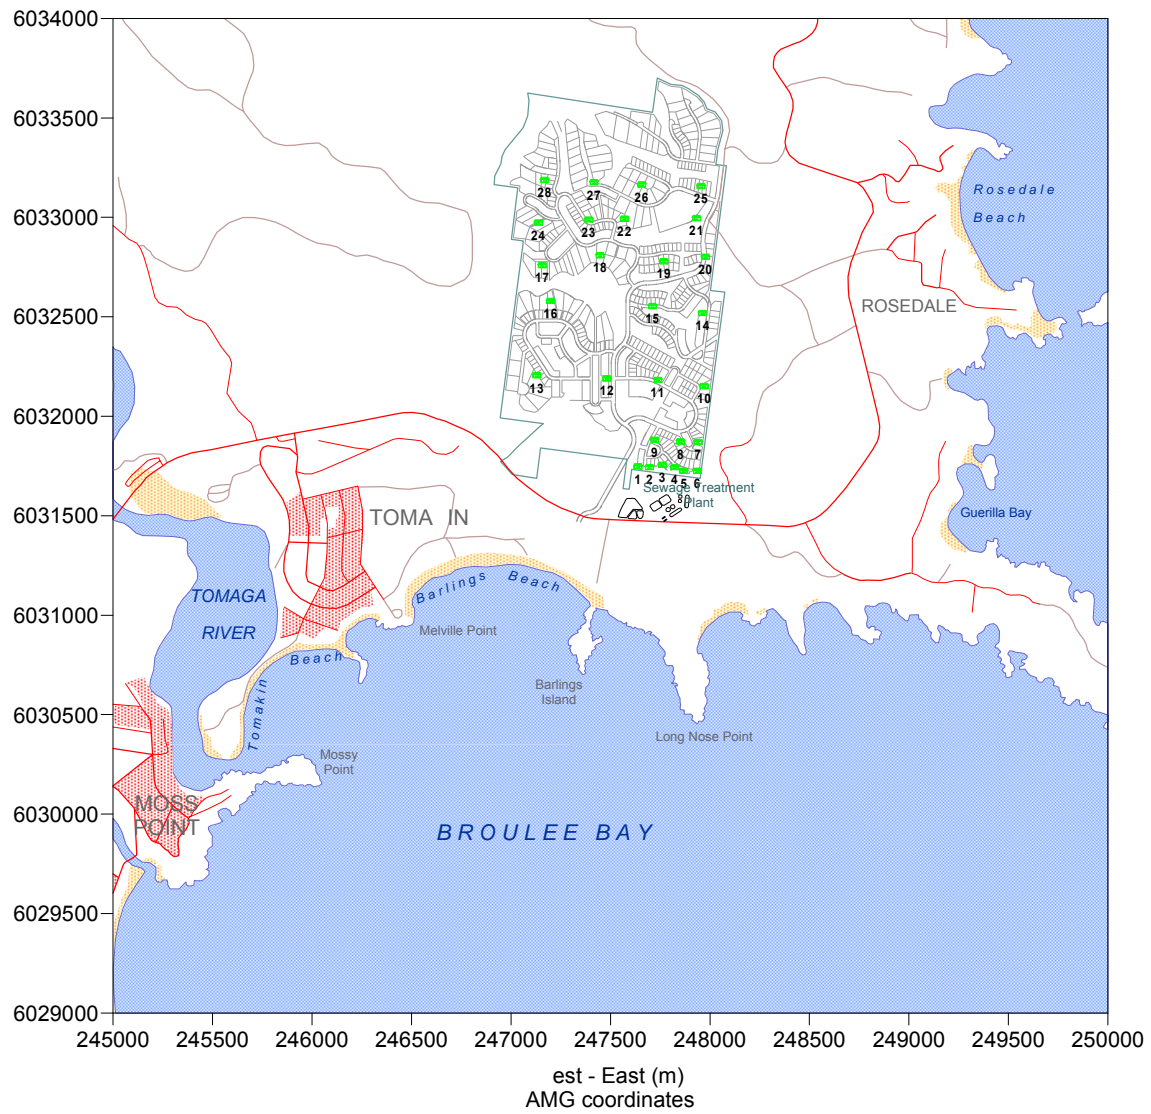 6034000
6033500
6033000
6032500
6032000
6031500
6031000
6030500
6030000
6029500
6029000
245000
245500
246000
246500
247000
247500
248000
248500
249000
249500
250000
est - East (m)
AMG coordinates
28
27
26
25
24
23
22
21
20
19
18
17
16
15
14
13
12
11
10
9
8
7
1
2
3
4
5
6
Sewage Treatment
Plant
Rosedale
Beach
ROSEDALE
Guerilla Bay
TOMA IN
TOMAGA
RIVER
Barlings Beach
Melville Point
Tomakin Beach
Barlings
Island
Long Nose Point
Mossy
Point
MOSS
POINT
BROULEE BAY